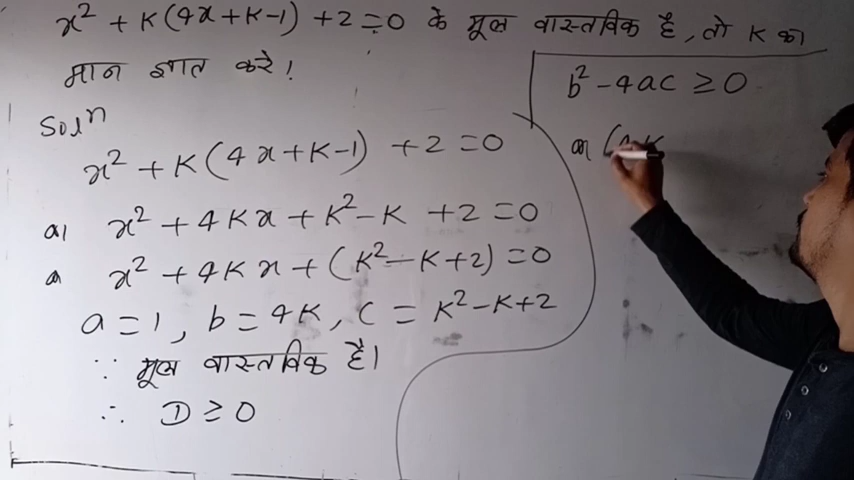 x² + K(4x+K-1) +2=0 के मूल वास्तविक है, तो K का
मान ज्ञात करे!
Solⁿ
x² + K(4x+K-1) +2=0
या x² + 4Kx + K² - K +2=0
या x² + 4Kx + (K² - K+2)=0
a=1, b=4K, c= K²-K+2
∵ मूल वास्तविक है।
∴ D ≥ 0
b² - 4ac ≥ 0
या (4K